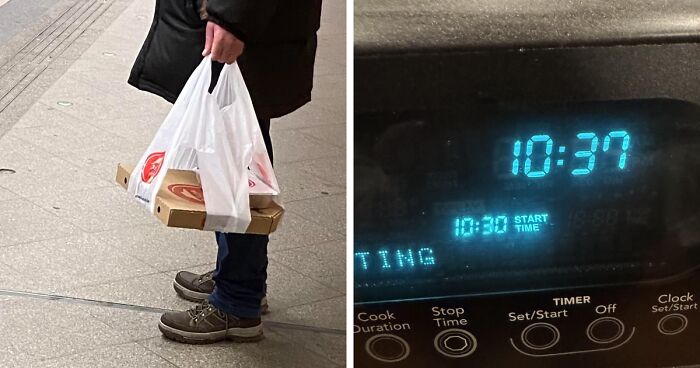 10:37
10:30 START TIME
TING
Cook Duration
Stop Time
TIMER
Set/Start
Off
Clock
Set/Start